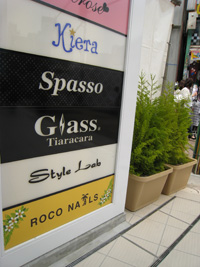 Kiera
Spasso
Glass
Tiaracara
Style Lab
ROCO NAILS